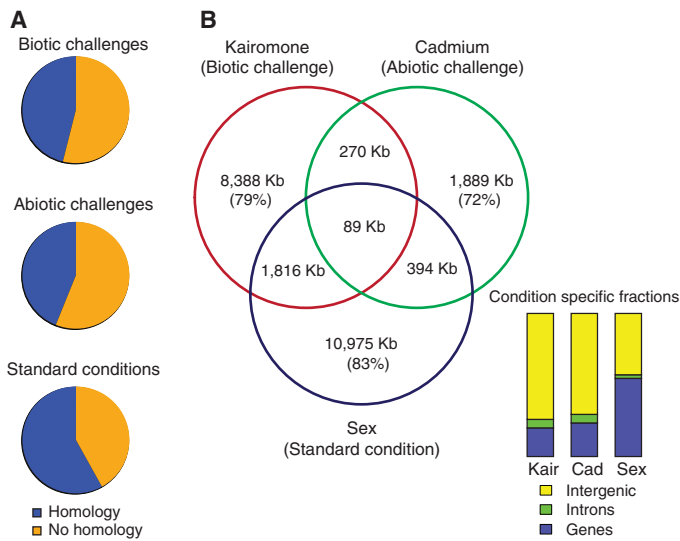 A
Biotic challenges
Abiotic challenges
Standard conditions
Homology
No homology
B
Kairomone
(Biotic challenge)
Cadmium
(Abiotic challenge)
270 Kb
8,388 Kb
(79%)
1,889 Kb
(72%)
89 Kb
1,816 Kb
394 Kb
10,975 Kb
(83%)
Sex
(Standard condition)
Condition specific fractions
Kair Cad Sex
Intergenic
Introns
Genes